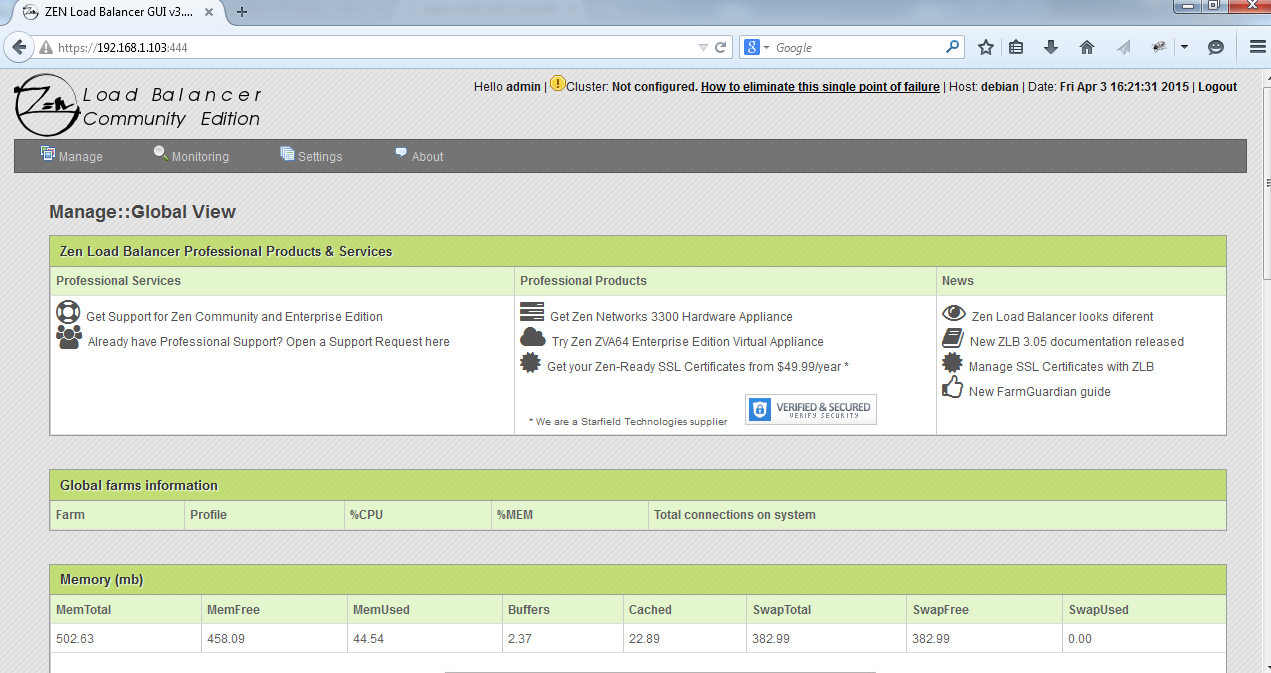 ZEN Load Balancer GUI v3....
https://192.168.1.103:444
Google
Zen Load Balancer
Community Edition
Hello admin | Cluster: Not configured. How to eliminate this single point of failure | Host: debian | Date: Fri Apr 3 16:21:31 2015 | Logout
Manage Monitoring Settings About
Manage::Global View
Zen Load Balancer Professional Products & Services
Professional Services Professional Products News
Get Support for Zen Community and Enterprise Edition
Already have Professional Support? Open a Support Request here
Get Zen Networks 3300 Hardware Appliance
Try Zen ZVA64 Enterprise Edition Virtual Appliance
Get your Zen-Ready SSL Certificates from $49.99/year *
* We are a Starfield Technologies supplier
VERIFIED & SECURED
VERIFY SECURITY
Zen Load Balancer looks diferent
New ZLB 3.05 documentation released
Manage SSL Certificates with ZLB
New FarmGuardian guide
Global farms information
Farm Profile %CPU %MEM Total connections on system
Memory (mb)
MemTotal MemFree MemUsed Buffers Cached SwapTotal SwapFree SwapUsed
502.63 458.09 44.54 2.37 22.89 382.99 382.99 0.00